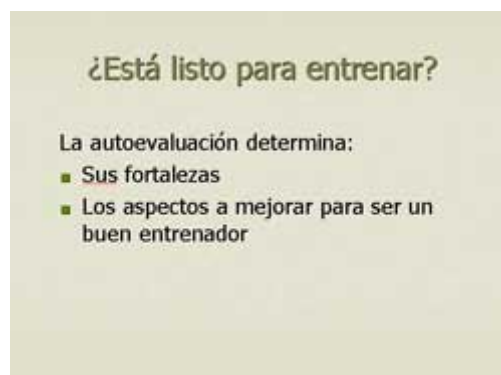 ¿Está listo para entrenar?
La autoevaluación determina:
Sus fortalezas
Los aspectos a mejorar para ser un
buen entrenador